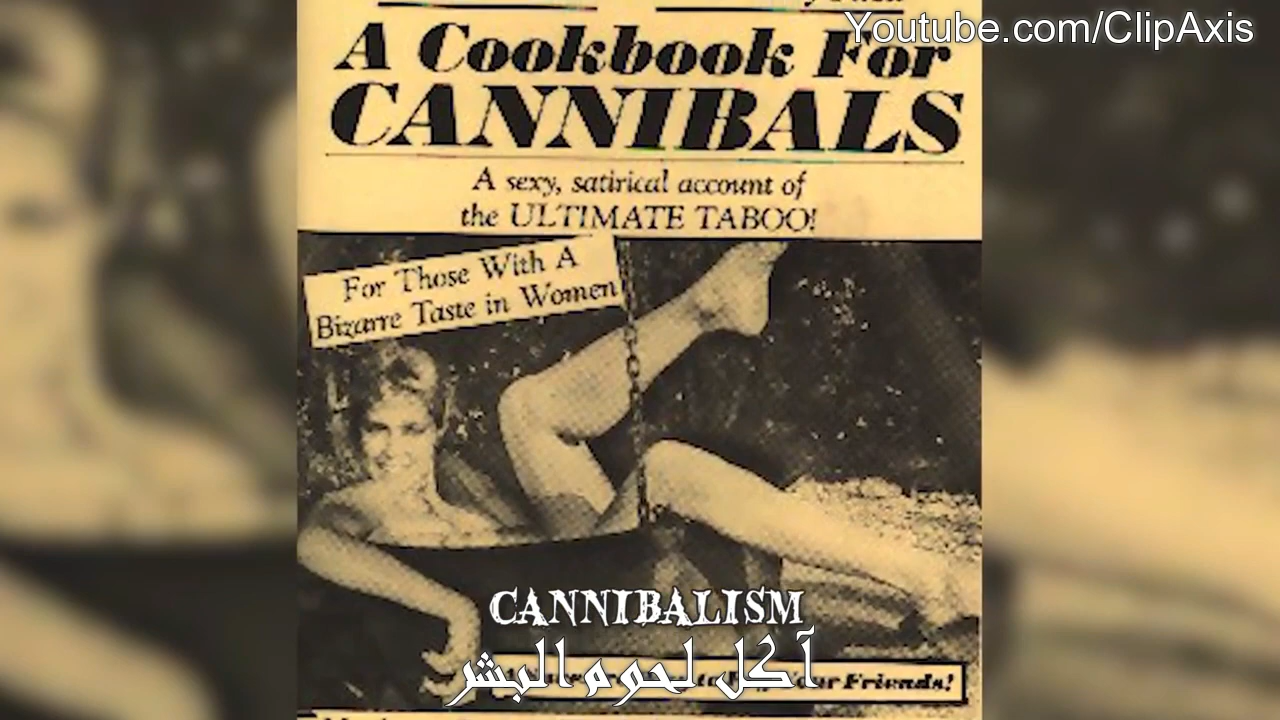 Youtube.com/ClipAxis
A Cookbook For
CANNIBALS
A sexy, satirical account of
the ULTIMATE TABOO!
For Those With A
Bizarre Taste in Women
CANNIBALISM
آكل لحوم البشر
Your Friends!